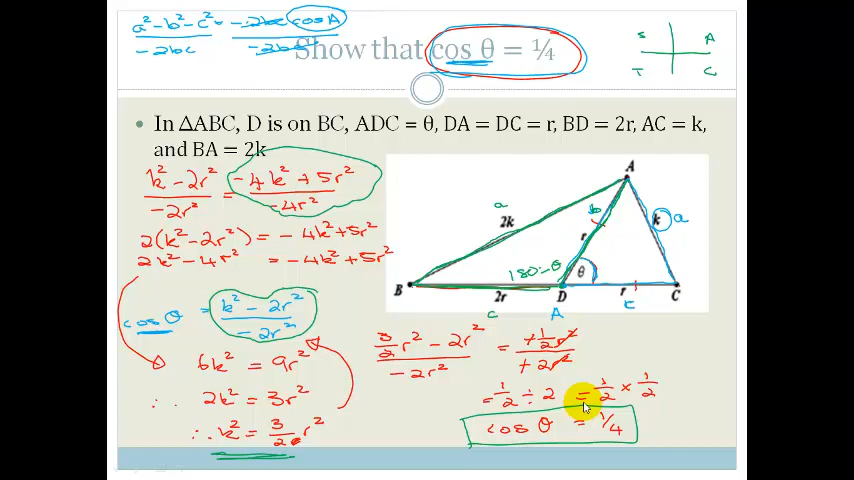 a² - b² - c² = -2bc cos A
-2bc -2bc
Show that cos θ = ¼
S A
T C
• In ΔABC, D is on BC, ADC = θ, DA = DC = r, BD = 2r, AC = k,
and BA = 2k
k² - 2r² = -4k² + 5r²
-2r² -4r²
2(k² - 2r²) = -4k² + 5r²
2k² - 4r² = -4k² + 5r²
cos θ = k² - 2r²
-2r²
6k² = 9r²
∴ 2k² = 3r²
∴ k² = 3/2 r²
A
a
2k
b
r
k a
180-θ
θ
B 2r D r C
c A c
3/2 r² - 2r² = +1/2 r²
-2r² +2r²
= 1/2 ÷ 2 = 1/2 × 1/2
cos θ = 1/4